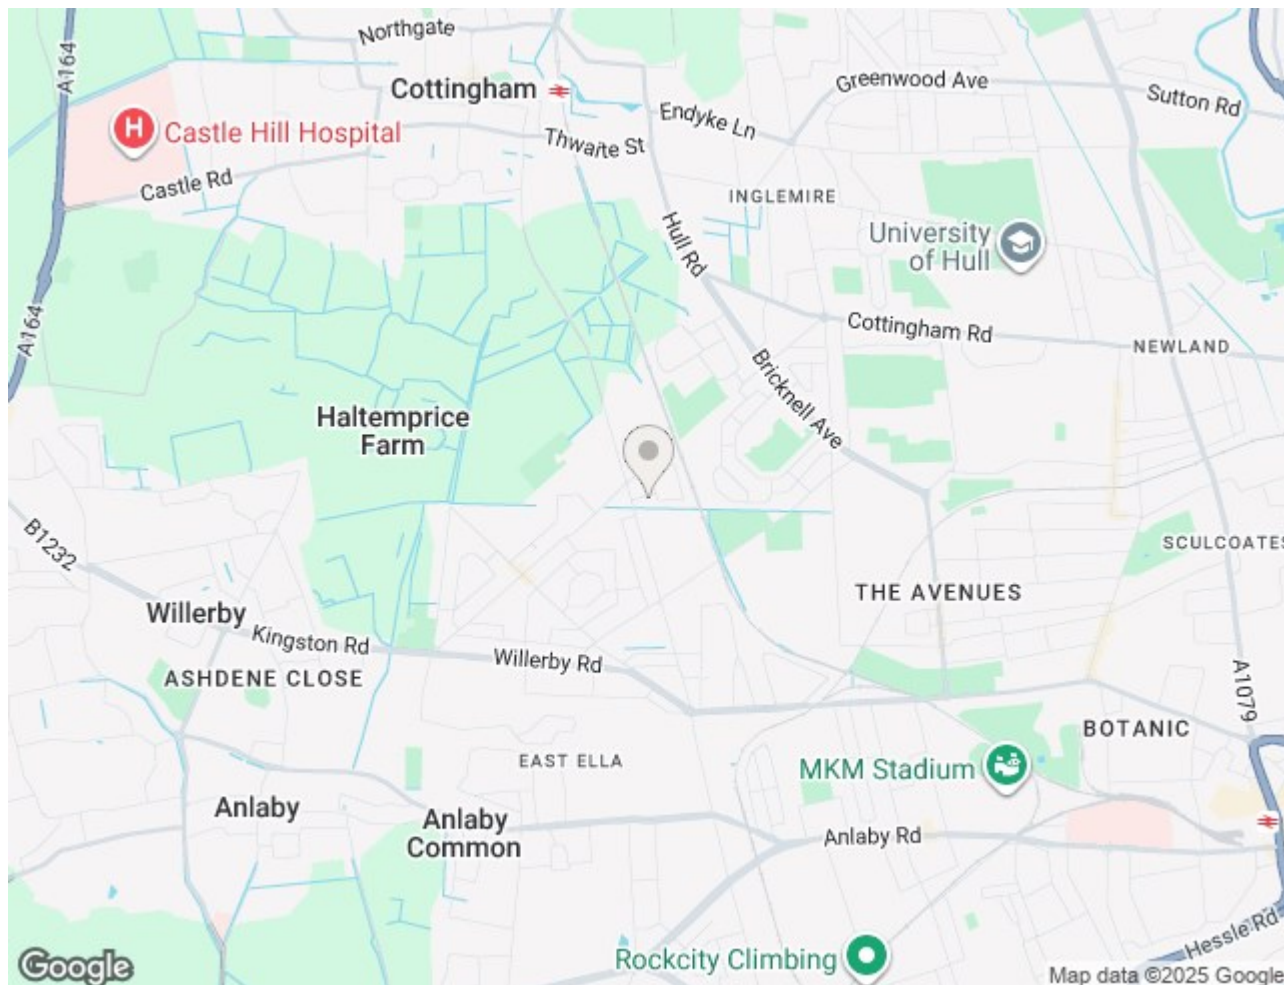 Northgate
A164
Cottingham
Greenwood Ave
Sutton Rd
Endyke Ln
Castle Hill Hospital
H
Thwaite St
Castle Rd
INGLEMIRE
Hull Rd
University
of Hull
A164
Cottingham Rd
NEWLAND
Bricknell Ave
Haltemprice
Farm
B1232
SCULCOATES
THE AVENUES
Willerby
Kingston Rd
Willerby Rd
ASHDENE CLOSE
A1079
BOTANIC
EAST ELLA
MKM Stadium
Anlaby
Anlaby
Common
Anlaby Rd
Hessle Rd
Rockcity Climbing
Google
Map data ©2025 Google